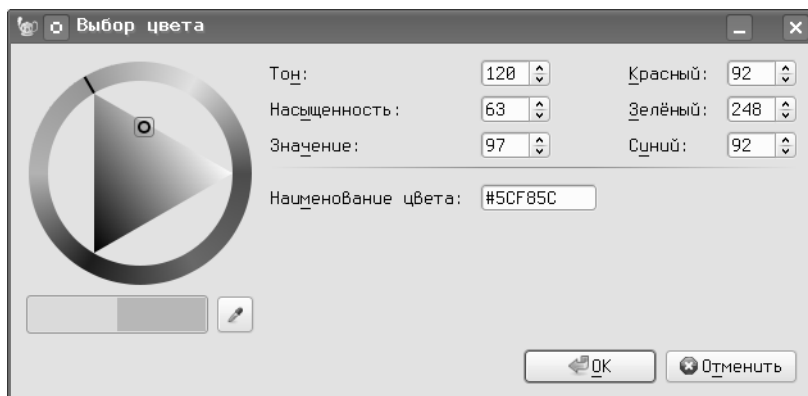 Выбор цвета
Тон: 120 Красный: 92
Насыщенность: 63 Зелёный: 248
Значение: 97 Синий: 92
Наименование цвета: #5CF85C
OK Отменить